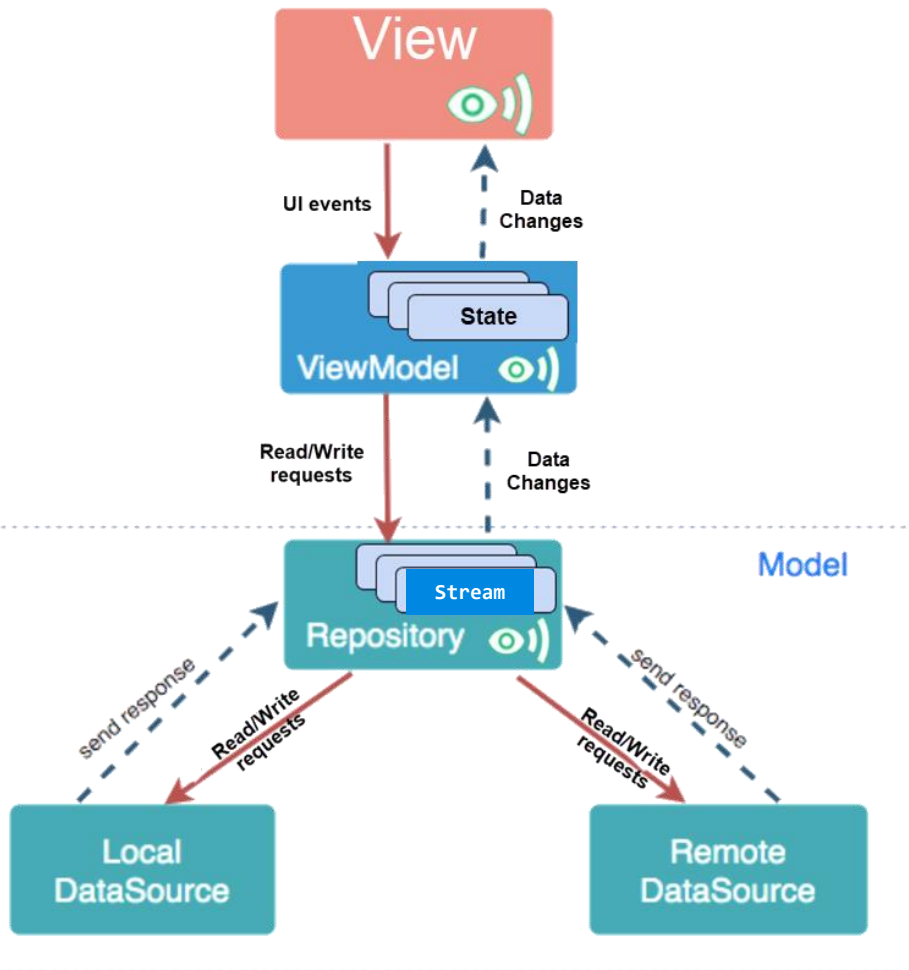 View
UI events
Data
Changes
State
ViewModel
Read/Write
requests
Data
Changes
Model
Stream
Repository
send response
Read/Write
requests
Read/Write
requests
send response
Local
DataSource
Remote
DataSource